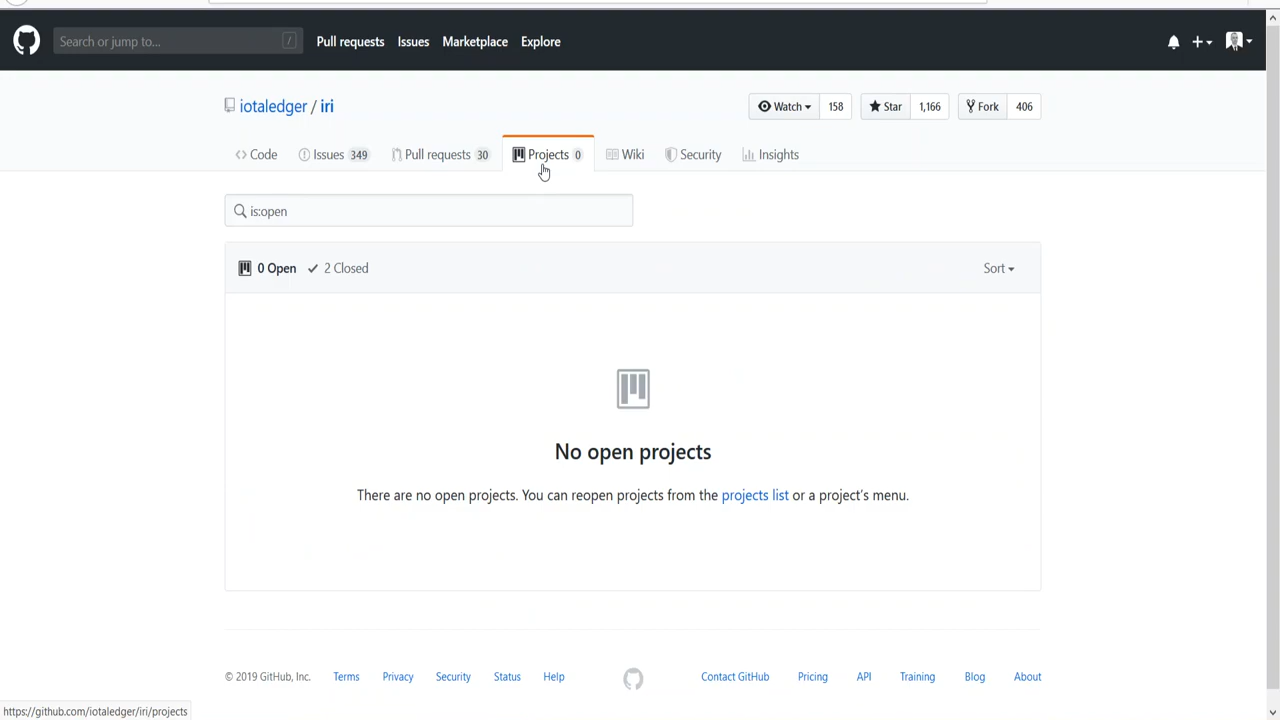 Search or jump to... / Pull requests Issues Marketplace Explore
iotaledger / iri Watch 158 Star 1,166 Fork 406
Code Issues 349 Pull requests 30 Projects 0 Wiki Security Insights
is:open
0 Open 2 Closed Sort
No open projects
There are no open projects. You can reopen projects from the projects list or a project's menu.
© 2019 GitHub, Inc. Terms Privacy Security Status Help Contact GitHub Pricing API Training Blog About
https://github.com/iotaledger/iri/projects